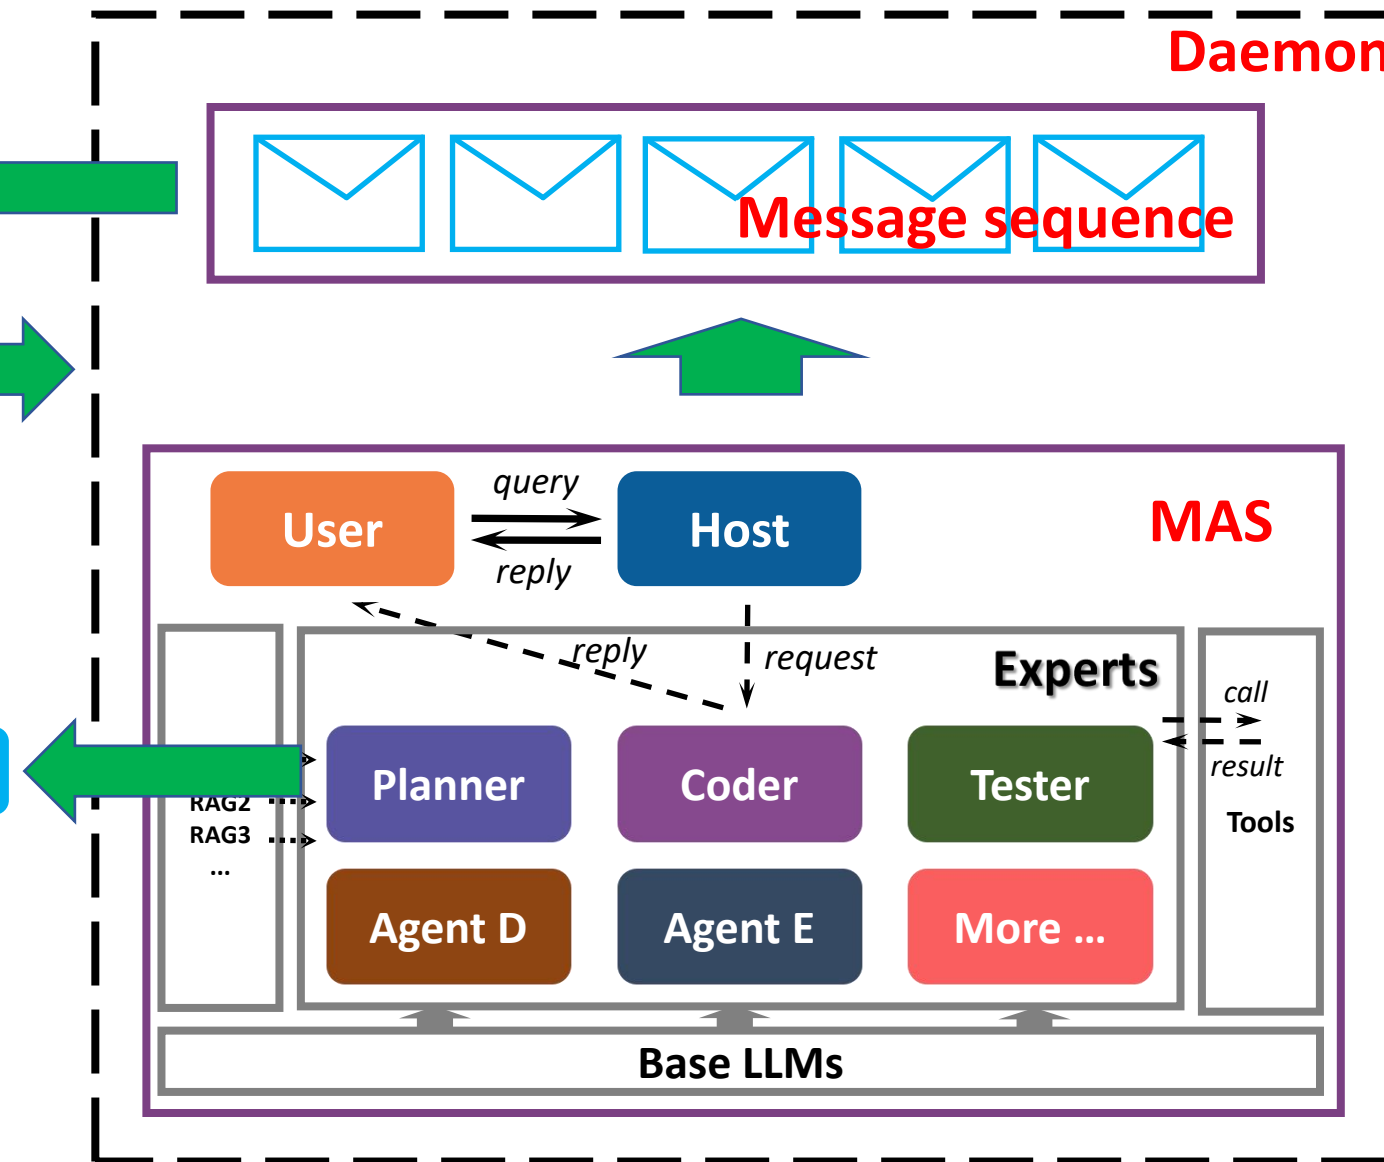 Daemon
Message sequence
MAS
User
query
reply
Host
reply
request
Experts
call
result
Tools
RAG2
RAG3
...
Planner
Coder
Tester
Agent D
Agent E
More ...
Base LLMs